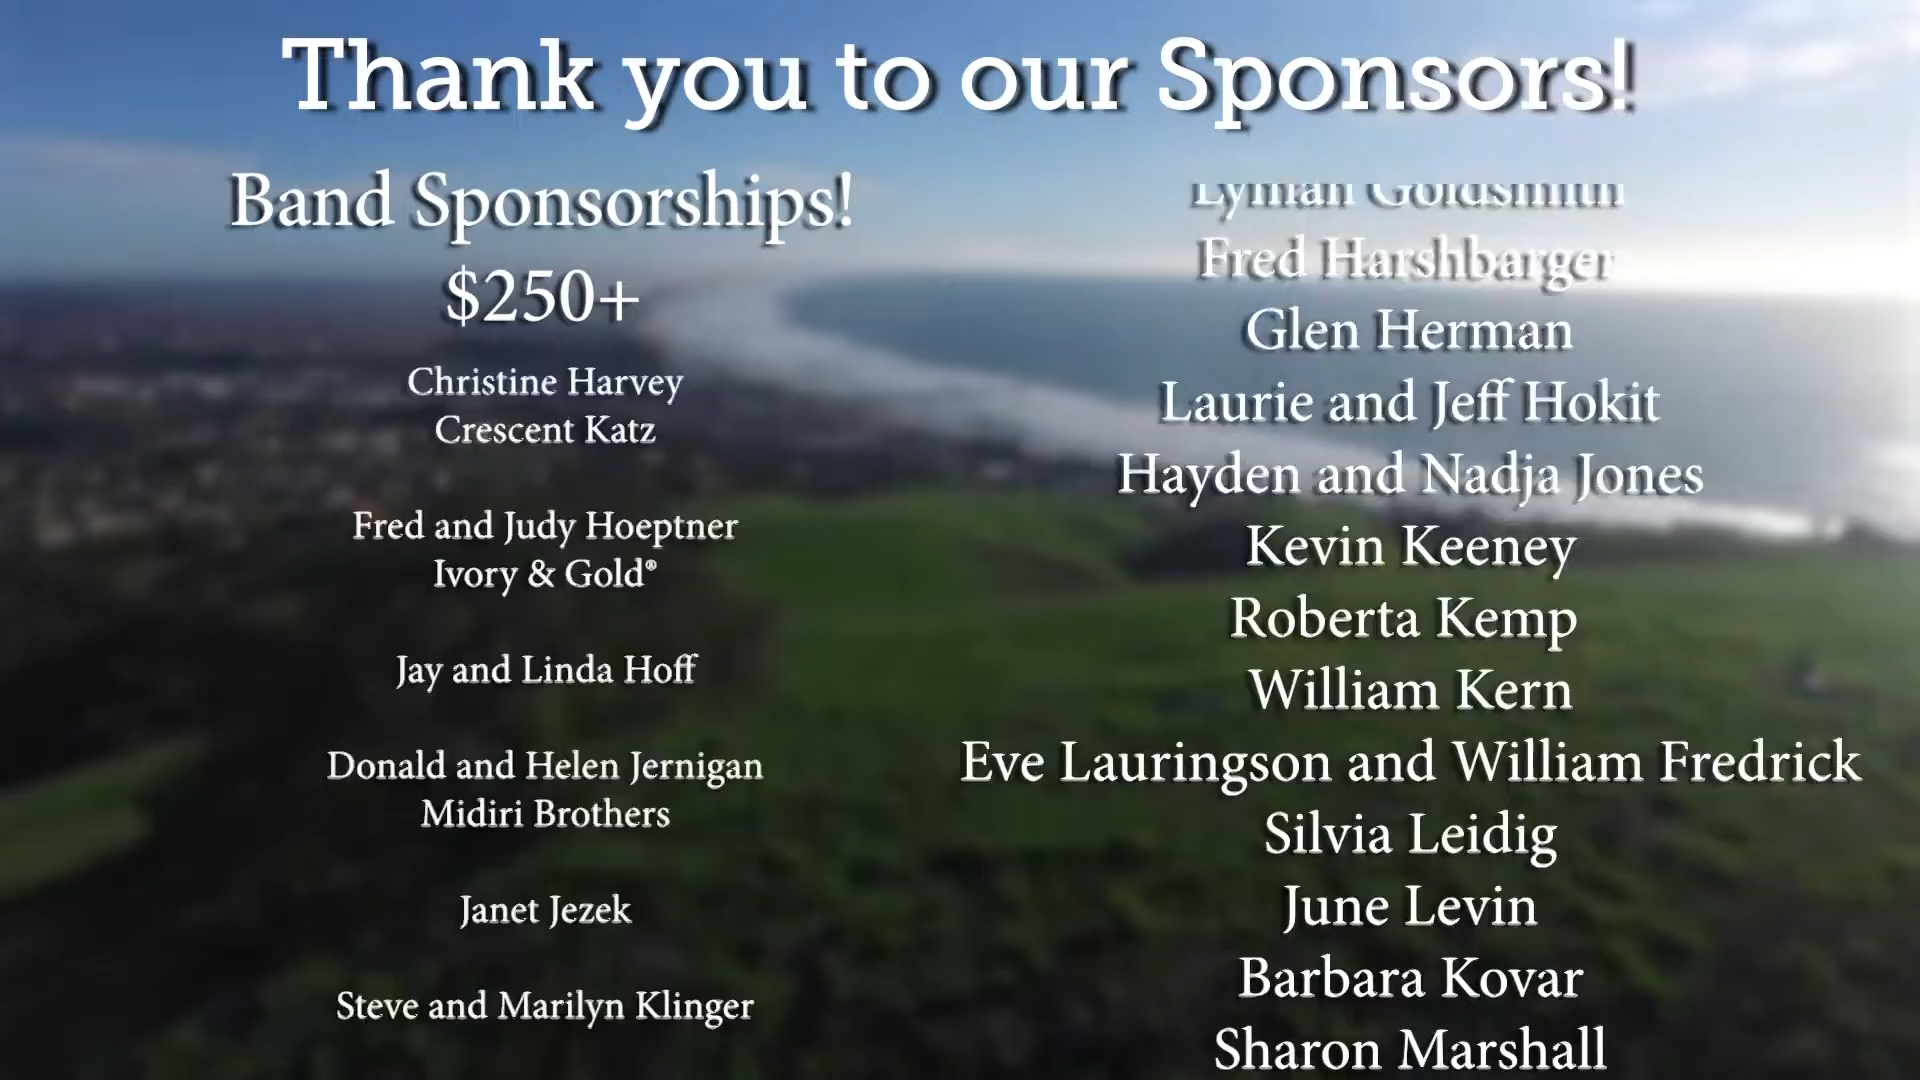 Thank you to our Sponsors!
Band Sponsorships!
$250+
Christine Harvey
Crescent Katz
Fred and Judy Hoeptner
Ivory & Gold®
Jay and Linda Hoff
Donald and Helen Jernigan
Midiri Brothers
Janet Jezek
Steve and Marilyn Klinger
Lyman Goldsmith
Fred Harshbarger
Glen Herman
Laurie and Jeff Hokit
Hayden and Nadja Jones
Kevin Keeney
Roberta Kemp
William Kern
Eve Lauringson and William Fredrick
Silvia Leidig
June Levin
Barbara Kovar
Sharon Marshall